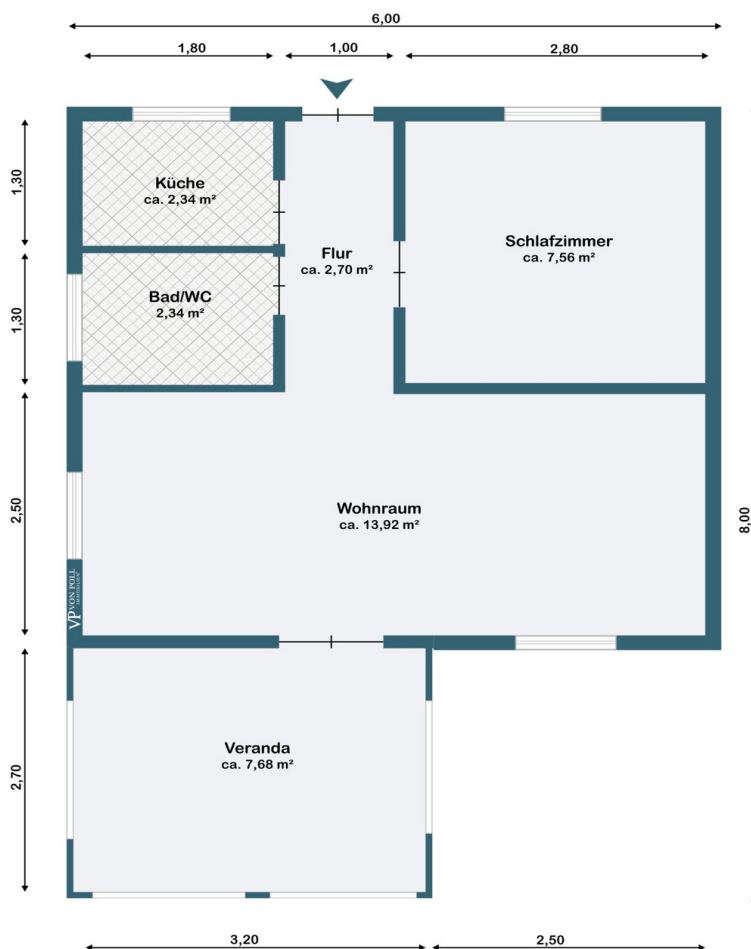 6,00
1,80
1,00
2,80
1,30
Küche
ca. 2,34 m²
Flur
ca. 2,70 m²
Schlafzimmer
ca. 7,56 m²
1,30
Bad/WC
2,34 m²
2,50
Wohnraum
ca. 13,92 m²
8,00
VP VON POLL
IMMOBILIEN
2,70
Veranda
ca. 7,68 m²
3,20
2,50